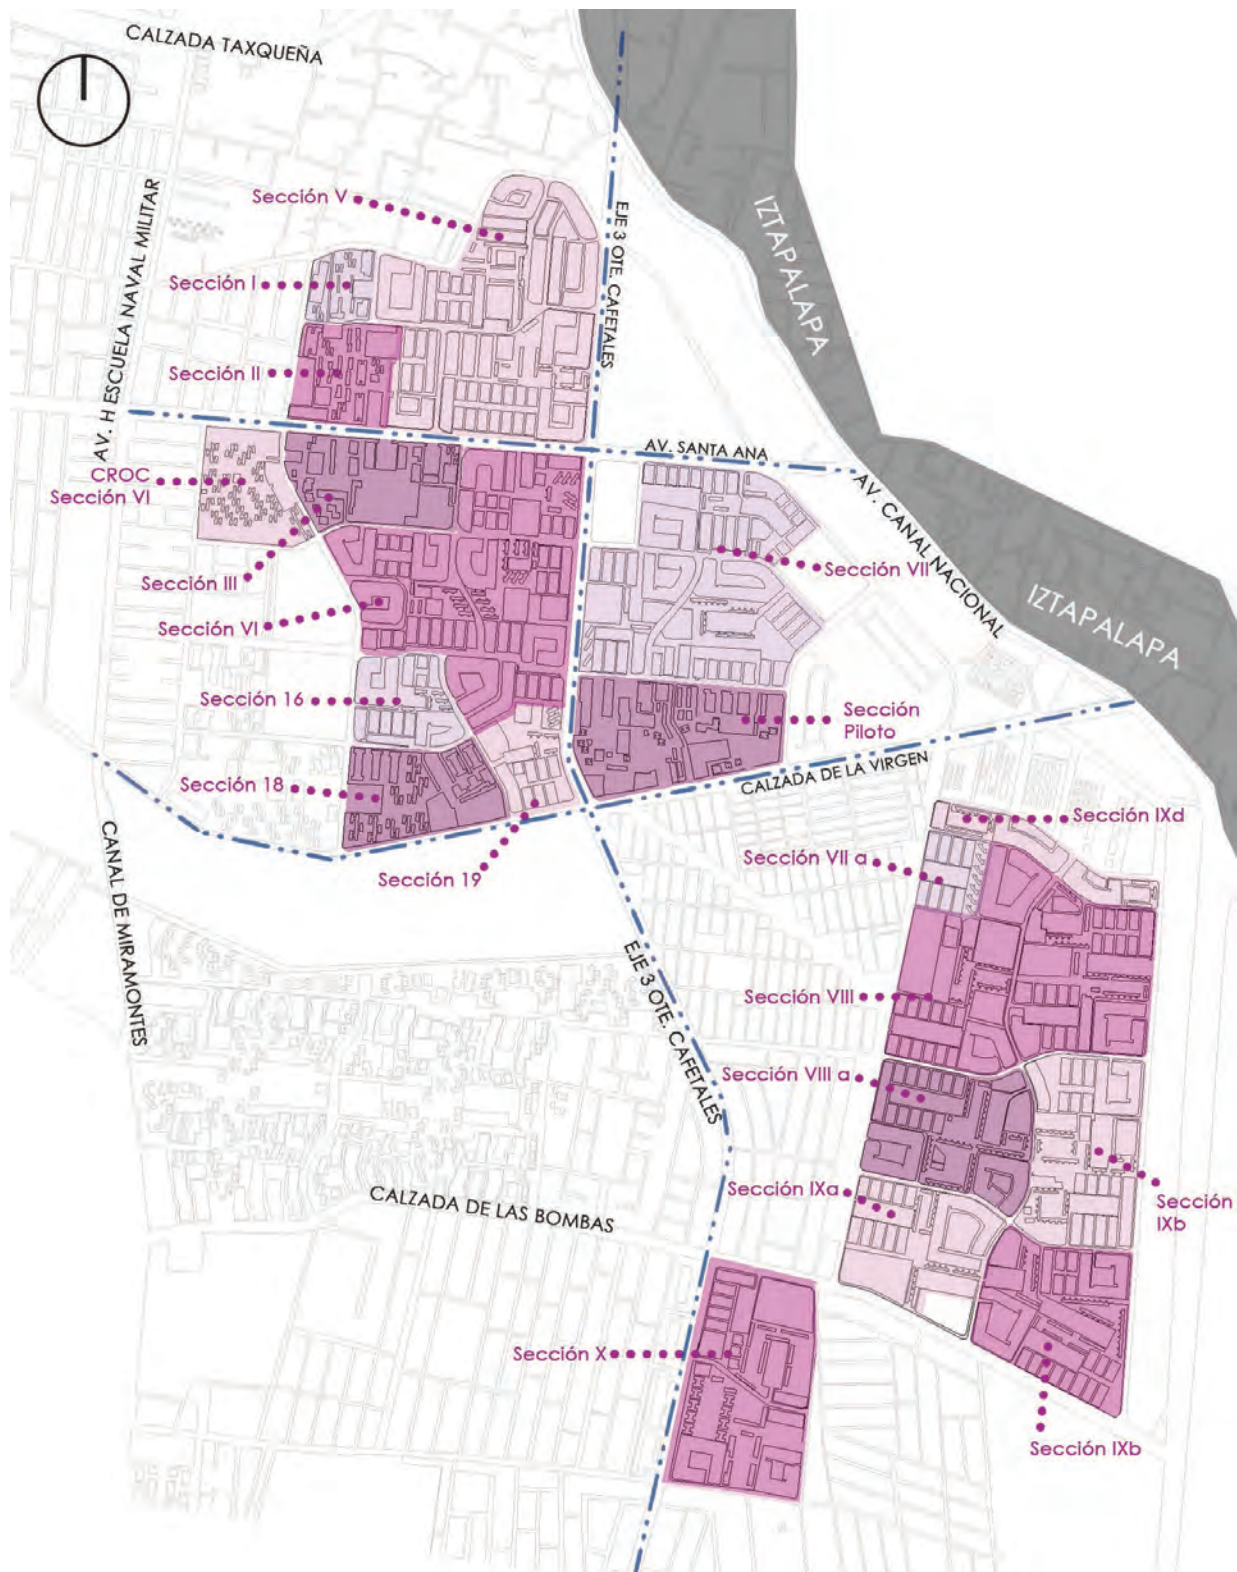 CALZADA TAXQUEÑA
IZTAPALAPA
AV. H ESCUELA NAVAL MILITAR
Sección V
EJE 3 OTE. CAFETALES
Sección I
Sección II
AV. SANTA ANA
CROC
Sección VI
AV. CANAL NACIONAL
Sección III
Sección VII
IZTAPALAPA
Sección VI
Sección 16
Sección
Piloto
CALZADA DE LA VIRGEN
Sección 18
Sección IXd
Sección VII a
Sección 19
CANAL DE MIRAMONTES
EJE 3 OTE. CAFETALES
Sección VIII
Sección VIII a
Sección IXa
Sección
IXb
CALZADA DE LAS BOMBAS
Sección X
Sección IXb